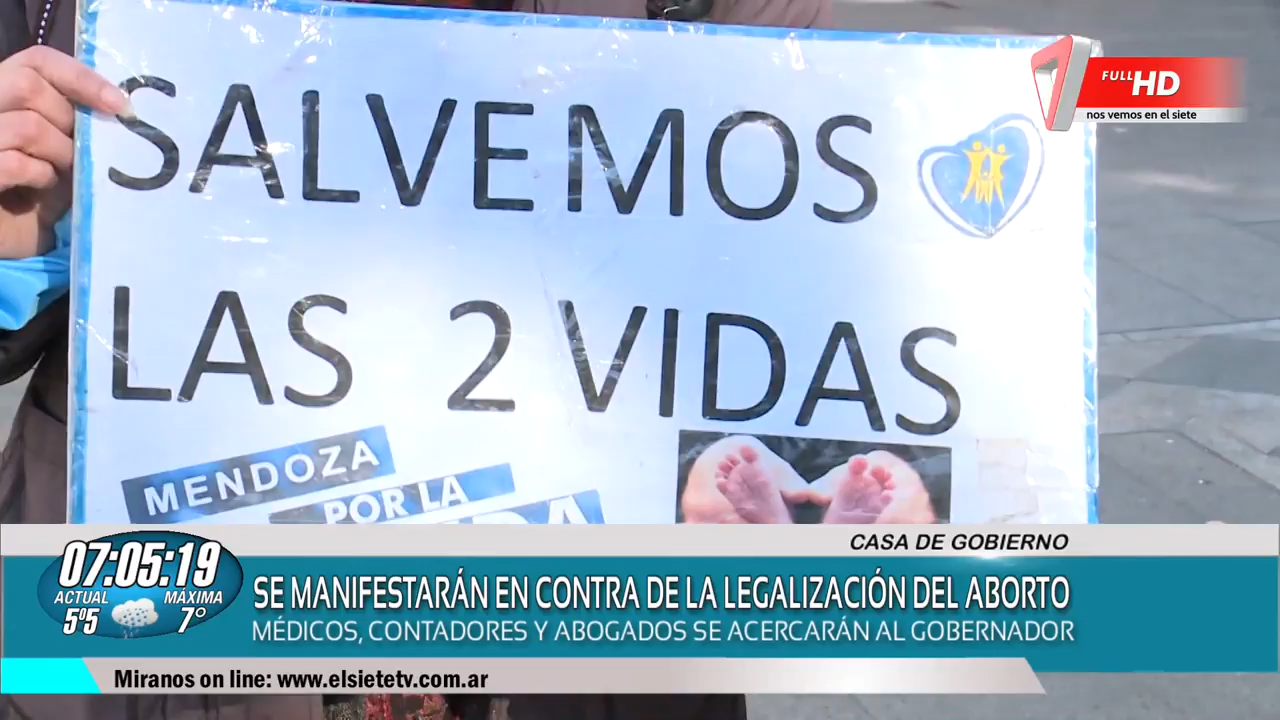 SALVEMOS
LAS 2 VIDAS
MENDOZA
POR LA
FULL HD
nos vemos en el siete
CASA DE GOBIERNO
07:05:19
ACTUAL MÁXIMA
5º5 7°
SE MANIFESTARÁN EN CONTRA DE LA LEGALIZACIÓN DEL ABORTO
MÉDICOS, CONTADORES Y ABOGADOS SE ACERCARÁN AL GOBERNADOR
Miranos on line: www.elsietetv.com.ar